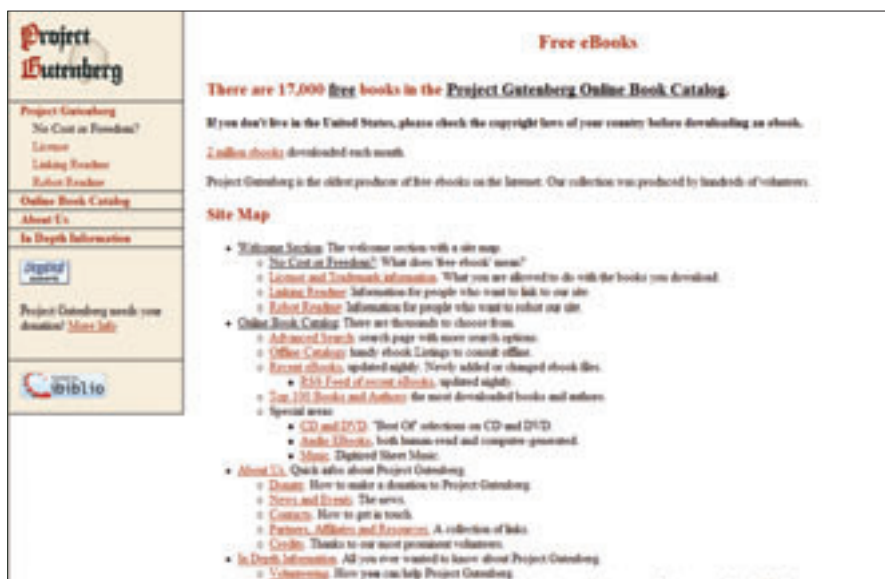 Project
Gutenberg
Project Gutenberg
No Cost or Freedom?
License
Linking Readme
Robot Readme
Online Book Catalog
About Us
In Depth Information
Project Gutenberg needs your
donation! More Info
ibiblio
Free eBooks
There are 17,000 free books in the Project Gutenberg Online Book Catalog.
If you don't live in the United States, please check the copyright laws of your country before downloading an ebook.
2 million ebooks downloaded each month.
Project Gutenberg is the oldest producer of free ebooks on the Internet. Our collection was produced by hundreds of volunteers.
Site Map
Welcome Section. The welcome section with a site map.
No Cost or Freedom? What does 'free ebook' mean?
License and Trademark information. What you are allowed to do with the books you download.
Linking Readme. Information for people who want to link to our site.
Robot Readme. Information for people who want to robot our site.
Online Book Catalog. There are thousands to choose from.
Advanced Search: search page with more search options.
Offline Catalogs: handy ebook Listings to consult offline.
Recent eBooks, updated nightly. Newly added or changed ebook files.
RSS Feed of recent eBooks, updated nightly.
Top 100 Books and Authors: the most downloaded books and authors.
Special areas:
CD and DVD. "Best Of" selections on CD and DVD.
Audio EBooks, both human-read and computer-generated.
Music. Digitized Sheet Music.
About Us. Quick infos about Project Gutenberg.
Donate. How to make a donation to Project Gutenberg.
News and Events. The news.
Contacts. How to get in touch.
Partners, Affiliates and Resources. A collection of links.
Credits. Thanks to our most prominent volunteers.
In Depth Information. All you ever wanted to know about Project Gutenberg.
Volunteering. How you can help Project Gutenberg.